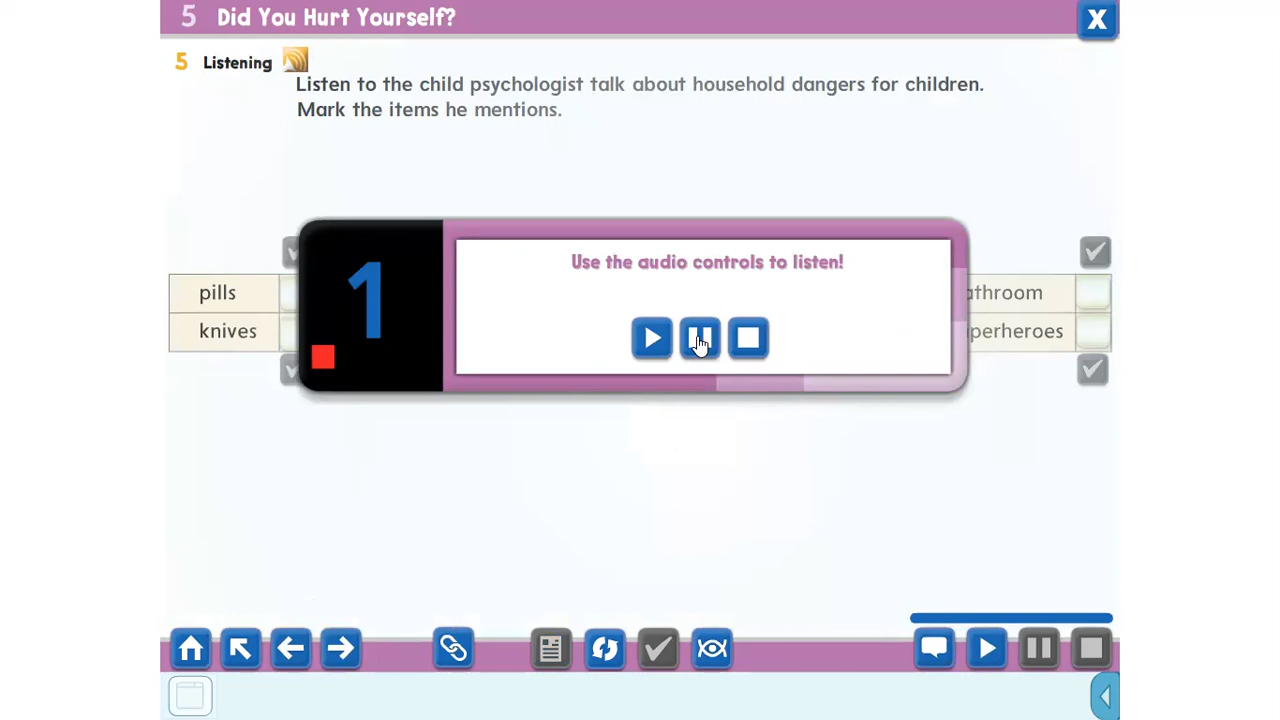 5 Did You Hurt Yourself?
X
5 Listening
Listen to the child psychologist talk about household dangers for children.
Mark the items he mentions.
1
Use the audio controls to listen!
pills
athroom
knives
perheroes